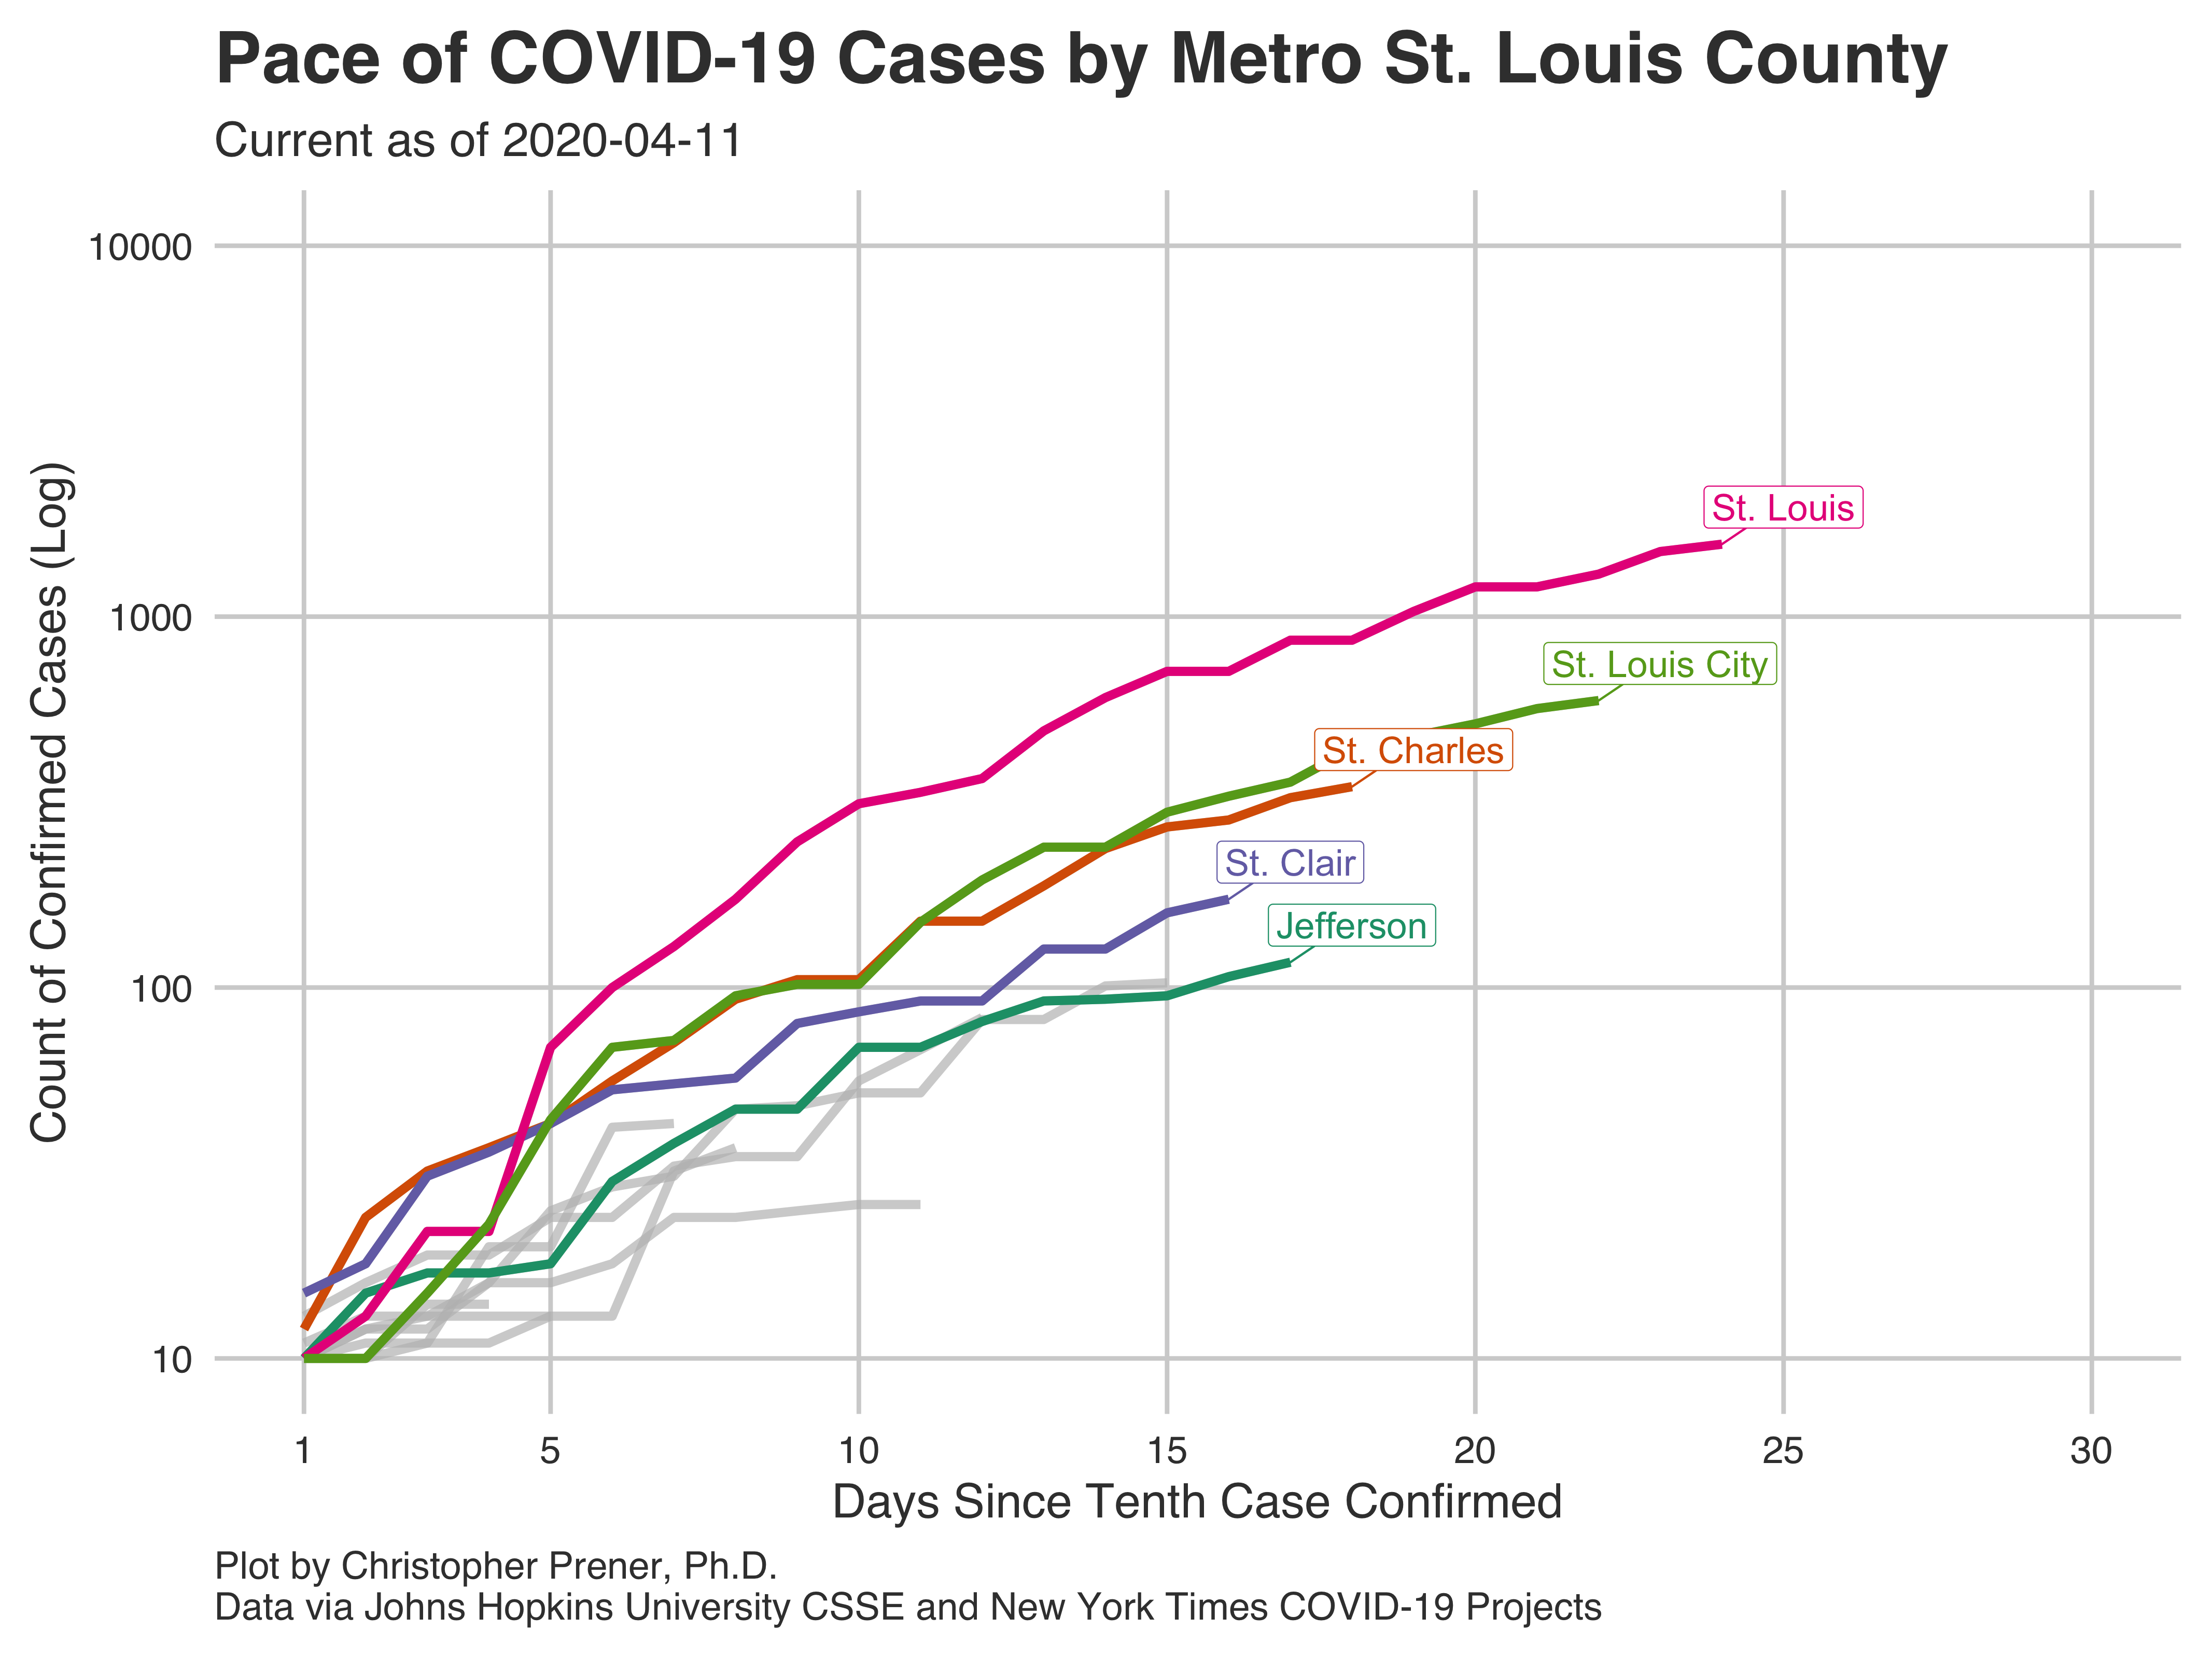 Pace of COVID-19 Cases by Metro St. Louis County
Current as of 2020-04-11
Count of Confirmed Cases (Log)
10000
1000
100
10
St. Louis
St. Louis City
St. Charles
St. Clair
Jefferson
1 5 10 15 20 25 30
Days Since Tenth Case Confirmed
Plot by Christopher Prener, Ph.D.
Data via Johns Hopkins University CSSE and New York Times COVID-19 Projects